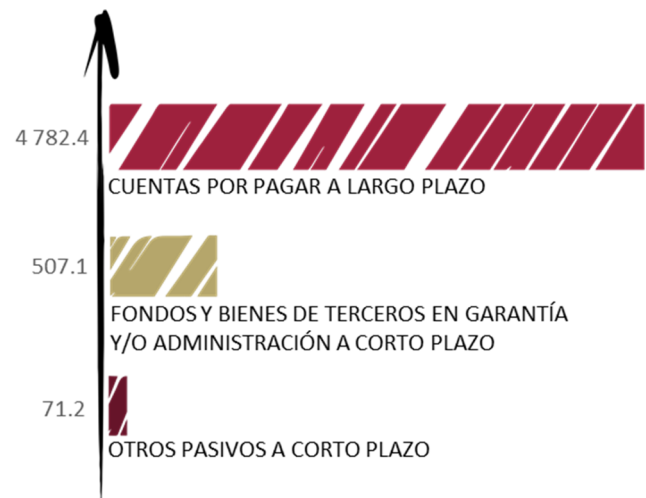 4 782.4
CUENTAS POR PAGAR A LARGO PLAZO
507.1
FONDOS Y BIENES DE TERCEROS EN GARANTÍA
Y/O ADMINISTRACIÓN A CORTO PLAZO
71.2
OTROS PASIVOS A CORTO PLAZO